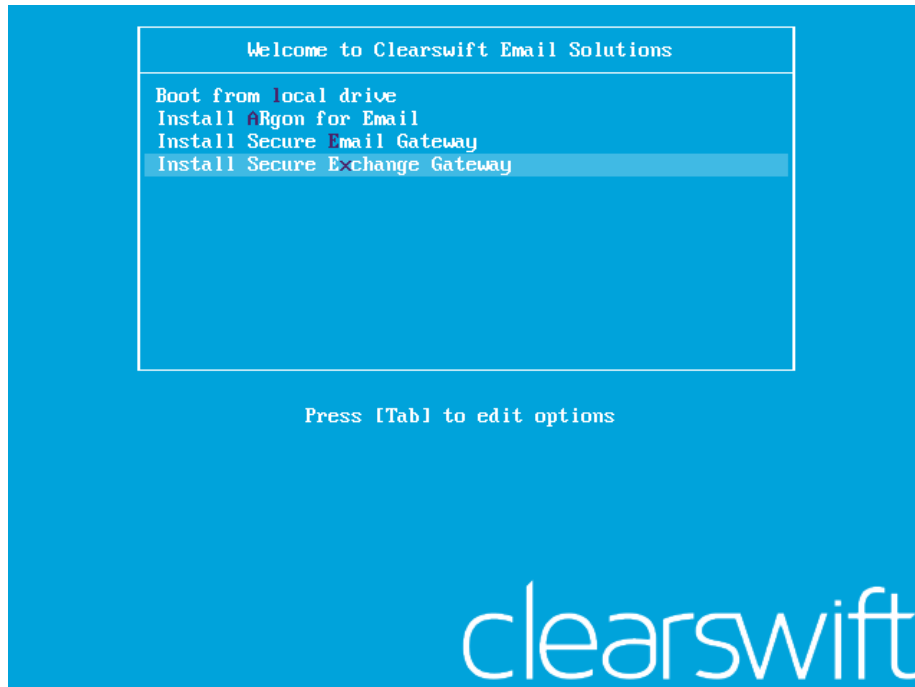 Welcome to Clearswift Email Solutions
Boot from local drive
Install ARgon for Email
Install Secure Email Gateway
Install Secure Exchange Gateway
Press [Tab] to edit options
clearswift